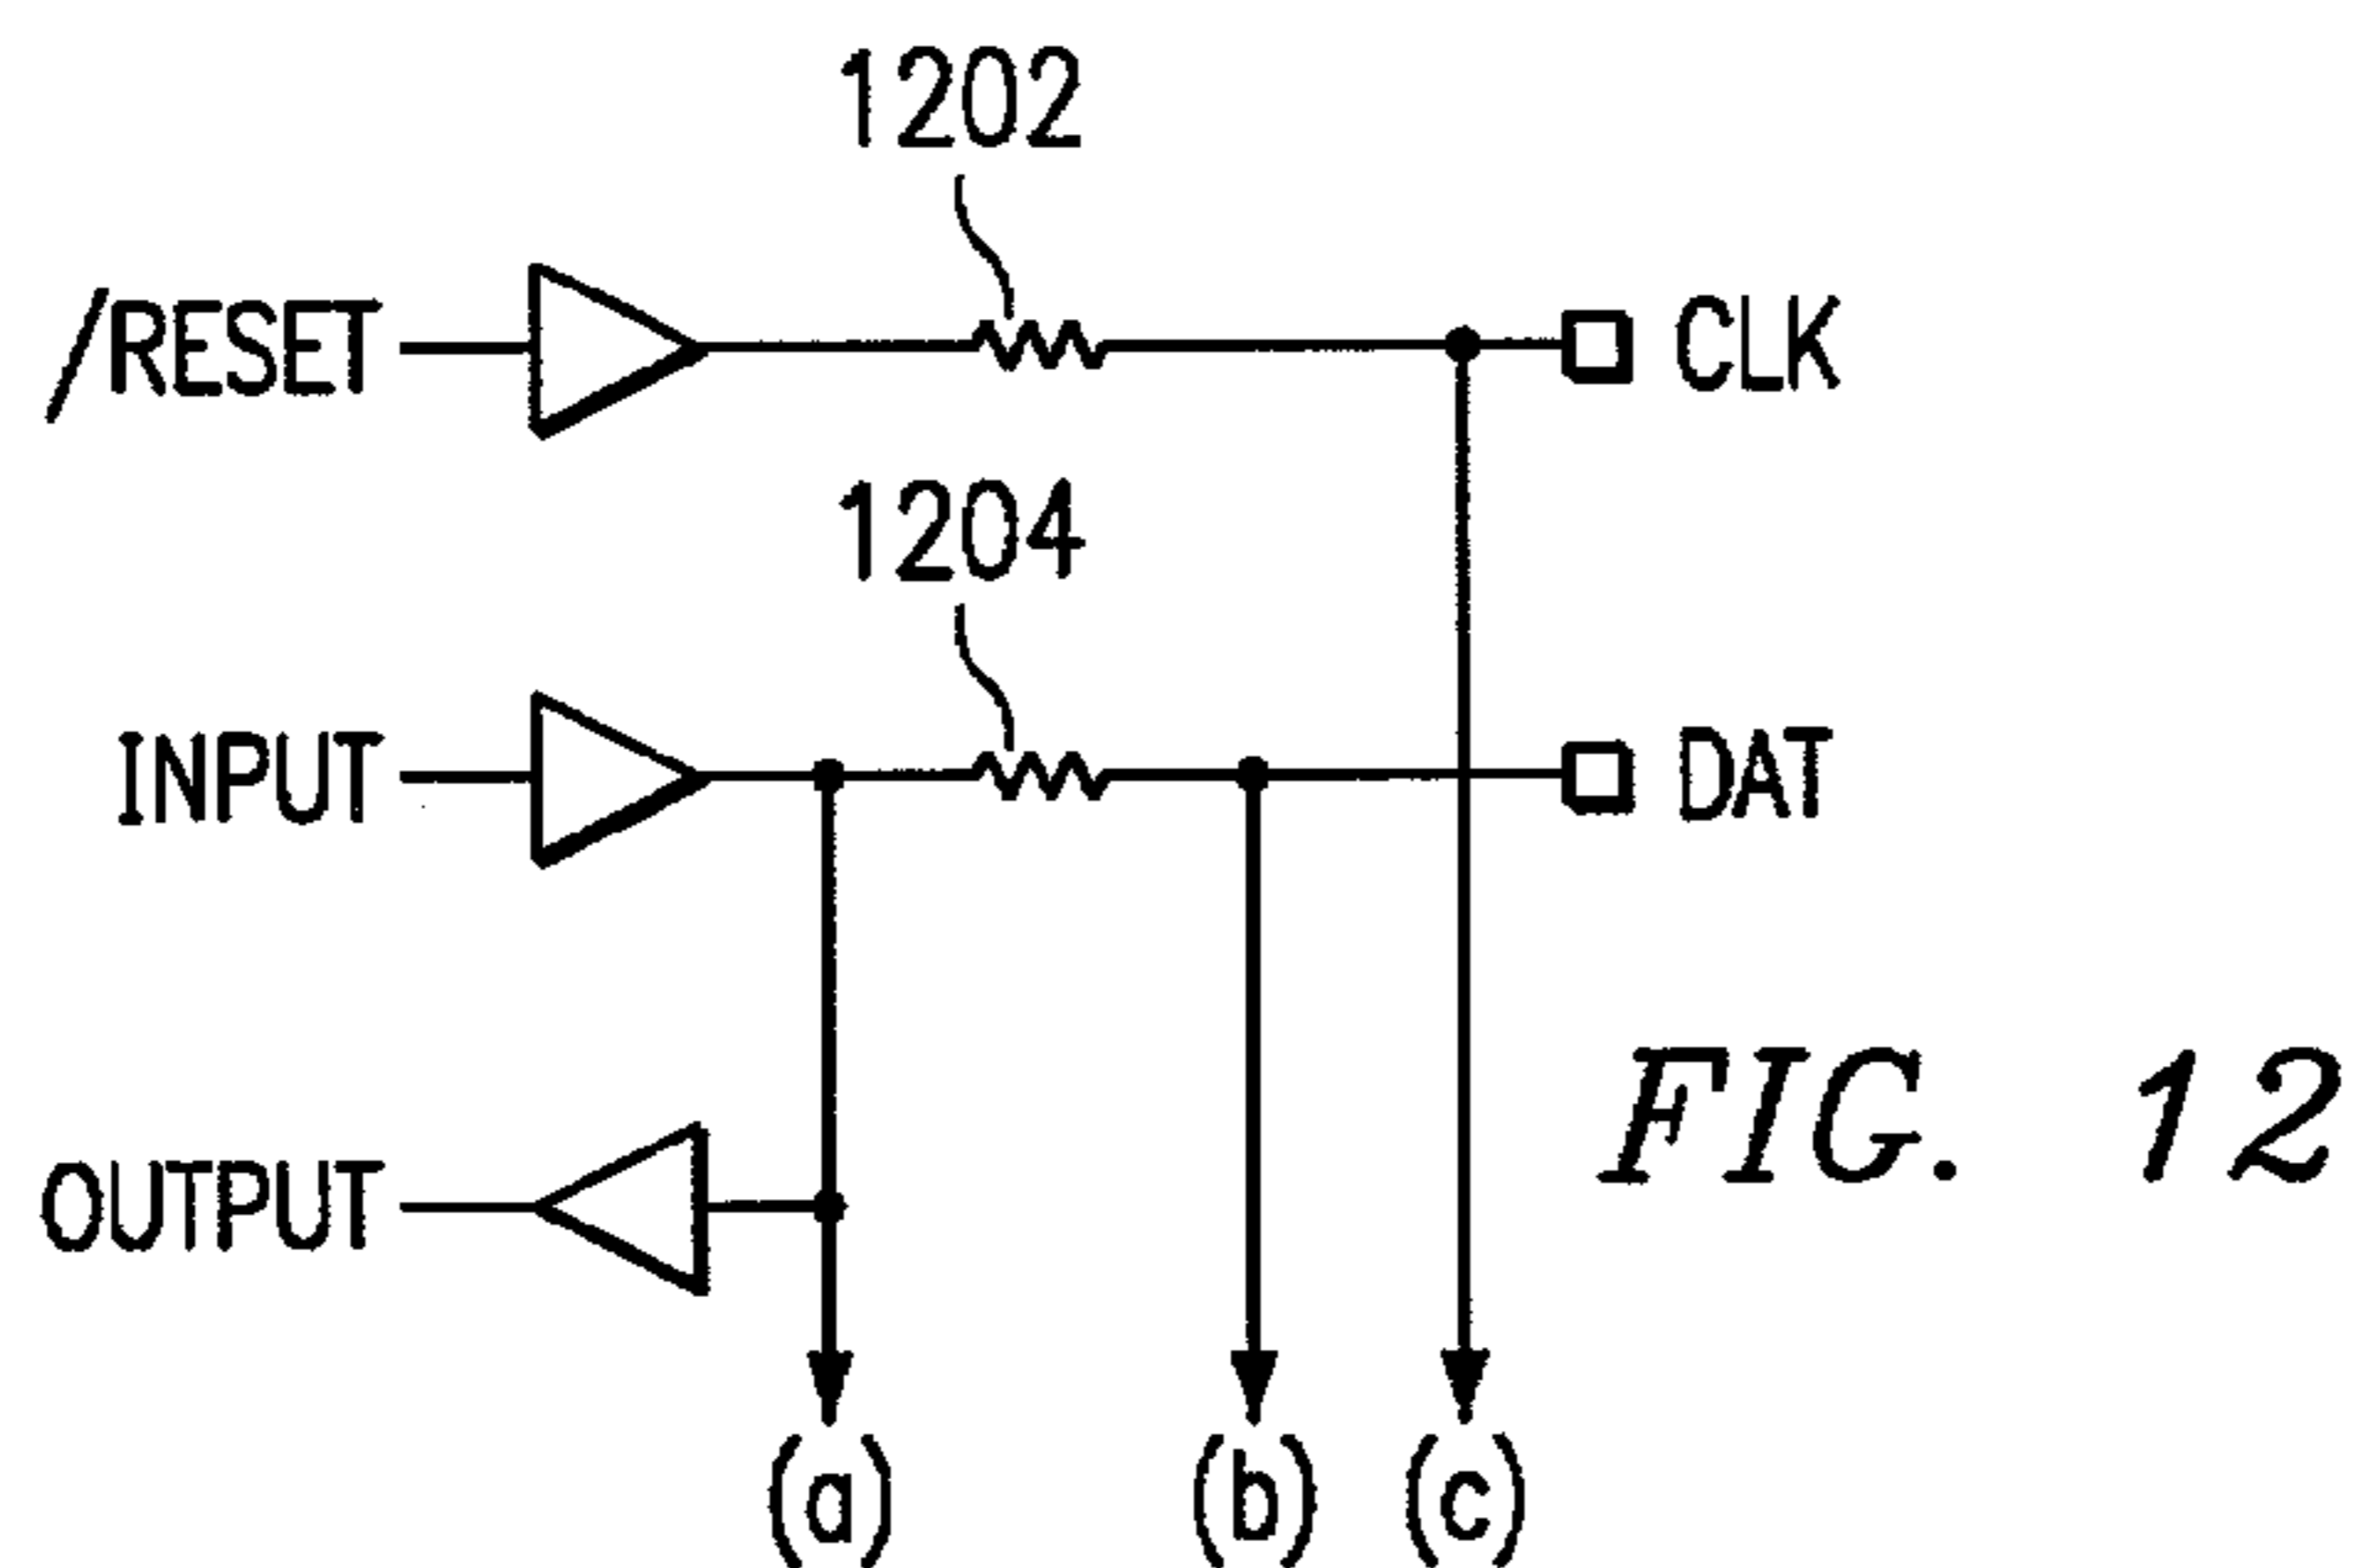 1202
/RESET
CLK
1204
INPUT
DAT
OUTPUT
FIG. 12
(a)
(b)
(c)